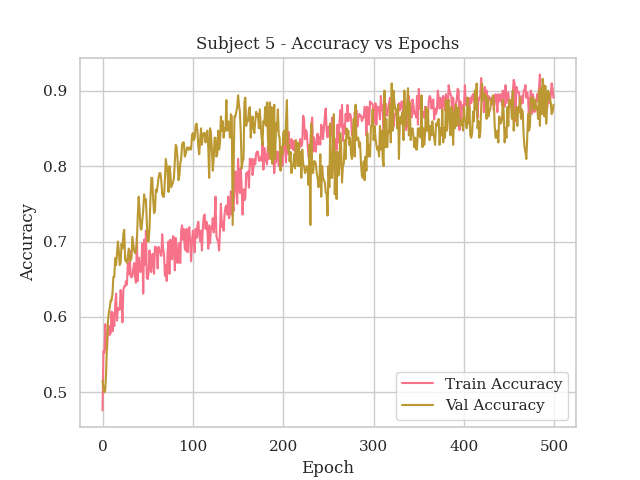 Subject 5 - Accuracy vs Epochs
Accuracy
0.9
0.8
0.7
0.6
0.5
0 100 200 300 400 500
Epoch
Train Accuracy
Val Accuracy